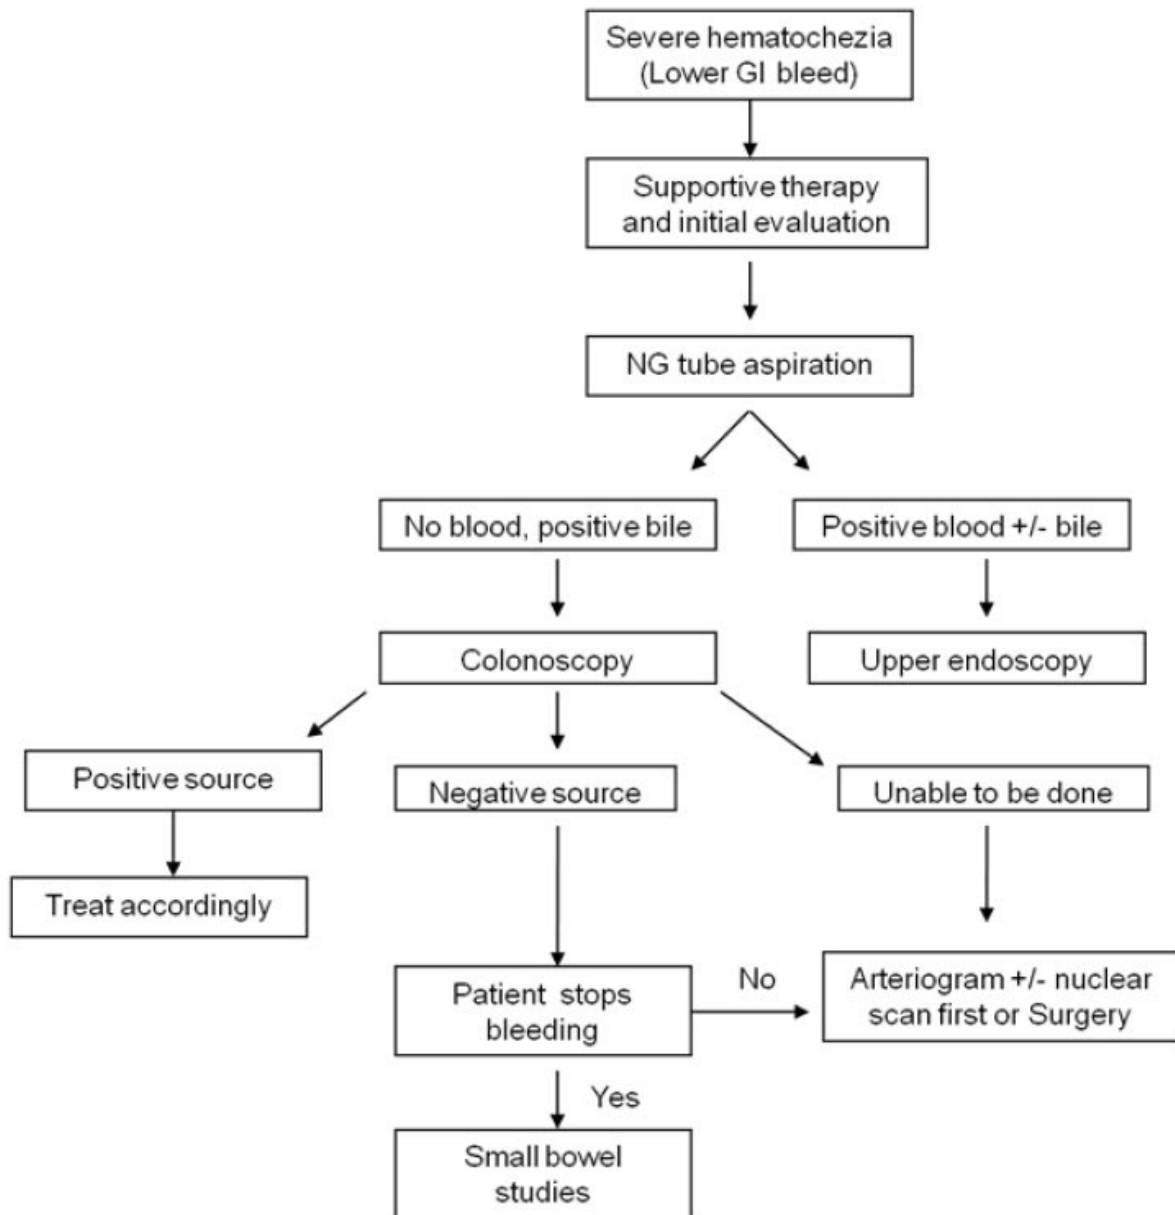 Severe hematochezia
(Lower GI bleed)
Supportive therapy
and initial evaluation
NG tube aspiration
No blood, positive bile
Positive blood +/- bile
Colonoscopy
Upper endoscopy
Positive source
Negative source
Unable to be done
Treat accordingly
Patient stops
bleeding
No
Arteriogram +/- nuclear
scan first or Surgery
Yes
Small bowel
studies